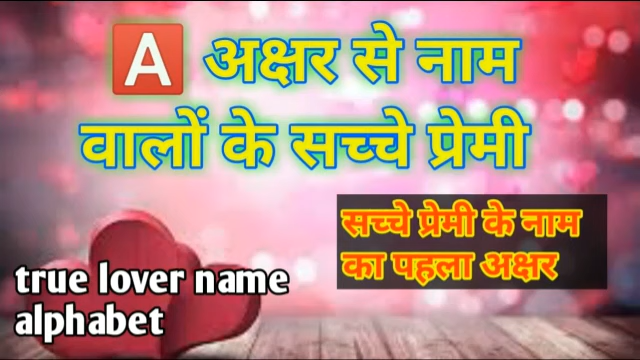 A अक्षर से नाम
वालों के सच्चे प्रेमी
सच्चे प्रेमी के नाम
का पहला अक्षर
true lover name
alphabet